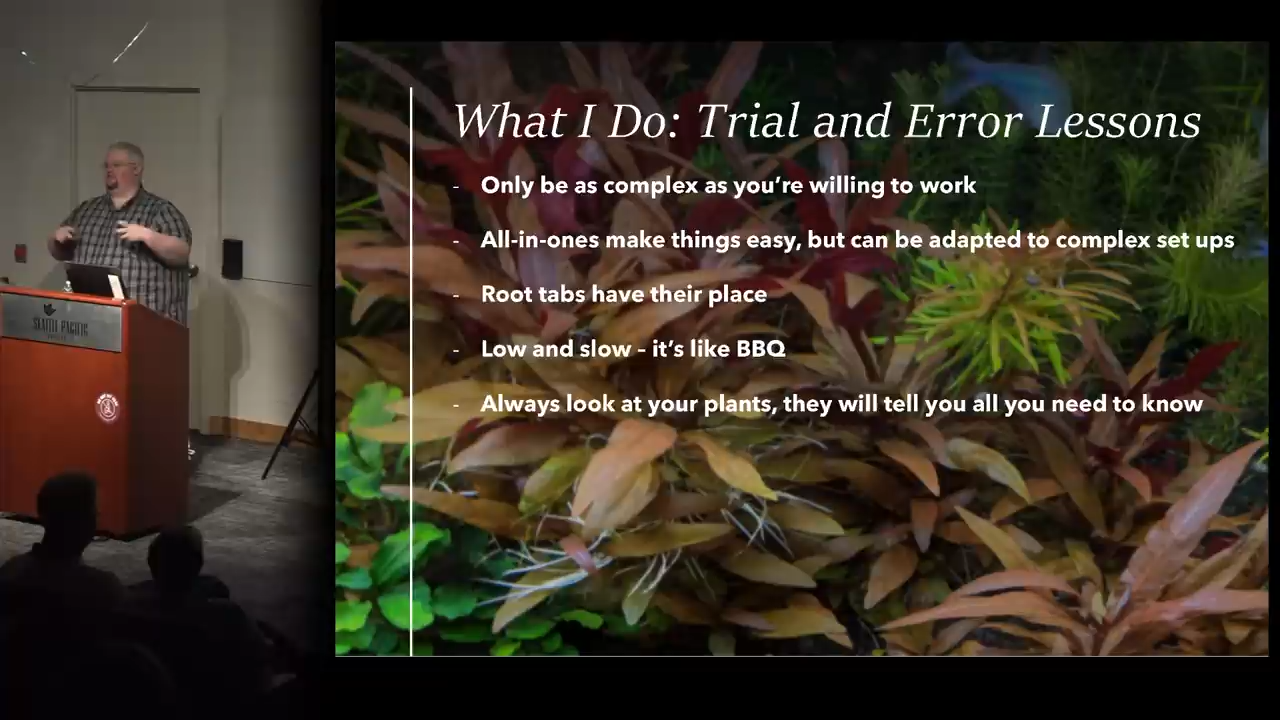 What I Do: Trial and Error Lessons
- Only be as complex as you’re willing to work
- All-in-ones make things easy, but can be adapted to complex set ups
- Root tabs have their place
- Low and slow – it’s like BBQ
- Always look at your plants, they will tell you all you need to know
SEATTLE PACIFIC